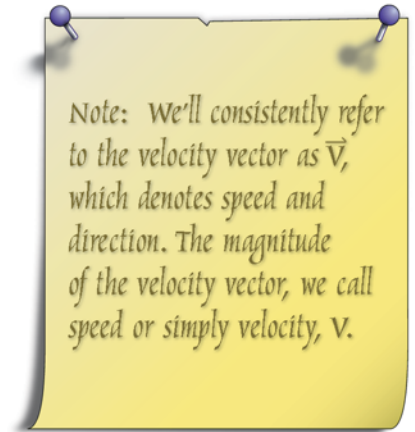 Note:  We'll consistently refer
to the velocity vector as V⃗,
which denotes speed and
direction. The magnitude
of the velocity vector, we call
speed or simply velocity, V.